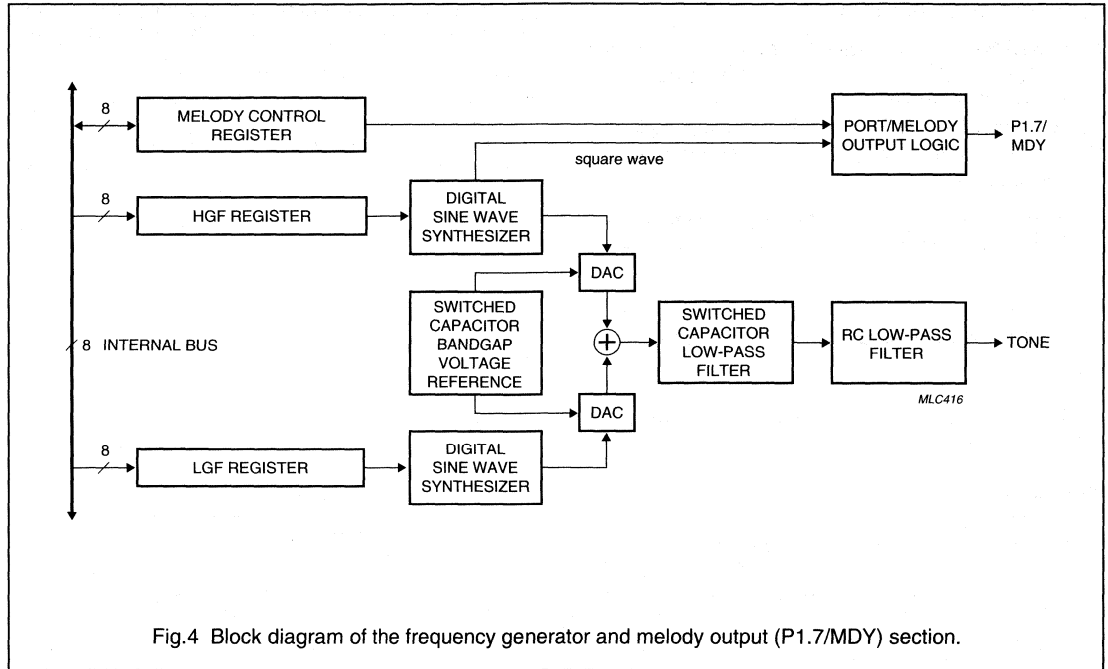 8
MELODY CONTROL
REGISTER
PORT/MELODY
OUTPUT LOGIC
P1.7/
MDY
square wave
8
HGF REGISTER
DIGITAL
SINE WAVE
SYNTHESIZER
DAC
SWITCHED
CAPACITOR
BANDGAP
VOLTAGE
REFERENCE
8 INTERNAL BUS
+
SWITCHED
CAPACITOR
LOW-PASS
FILTER
RC LOW-PASS
FILTER
TONE
MLC416
DAC
8
LGF REGISTER
DIGITAL
SINE WAVE
SYNTHESIZER
Fig.4 Block diagram of the frequency generator and melody output (P1.7/MDY) section.